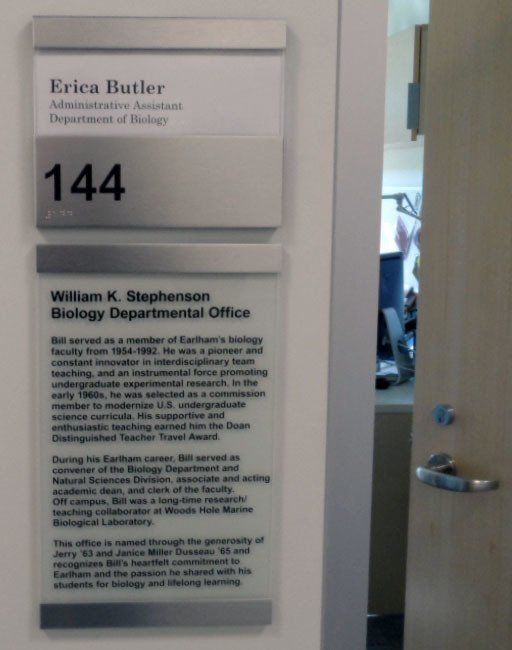 Erica Butler
Administrative Assistant
Department of Biology
144
William K. Stephenson
Biology Departmental Office
Bill served as a member of Earlham's biology
faculty from 1954-1992. He was a pioneer and
constant innovator in interdisciplinary team
teaching, and an instrumental force promoting
undergraduate experimental research. In the
early 1960s, he was selected as a commission
member to modernize U.S. undergraduate
science curricula. His supportive and
enthusiastic teaching earned him the Doan
Distinguished Teacher Travel Award.
During his Earlham career, Bill served as
convener of the Biology Department and
Natural Sciences Division, associate and acting
academic dean, and clerk of the faculty.
Off campus, Bill was a long-time research/
teaching collaborator at Woods Hole Marine
Biological Laboratory.
This office is named through the generosity of
Jerry '63 and Janice Miller Dusseau '65 and
recognizes Bill's heartfelt commitment to
Earlham and the passion he shared with his
students for biology and lifelong learning.